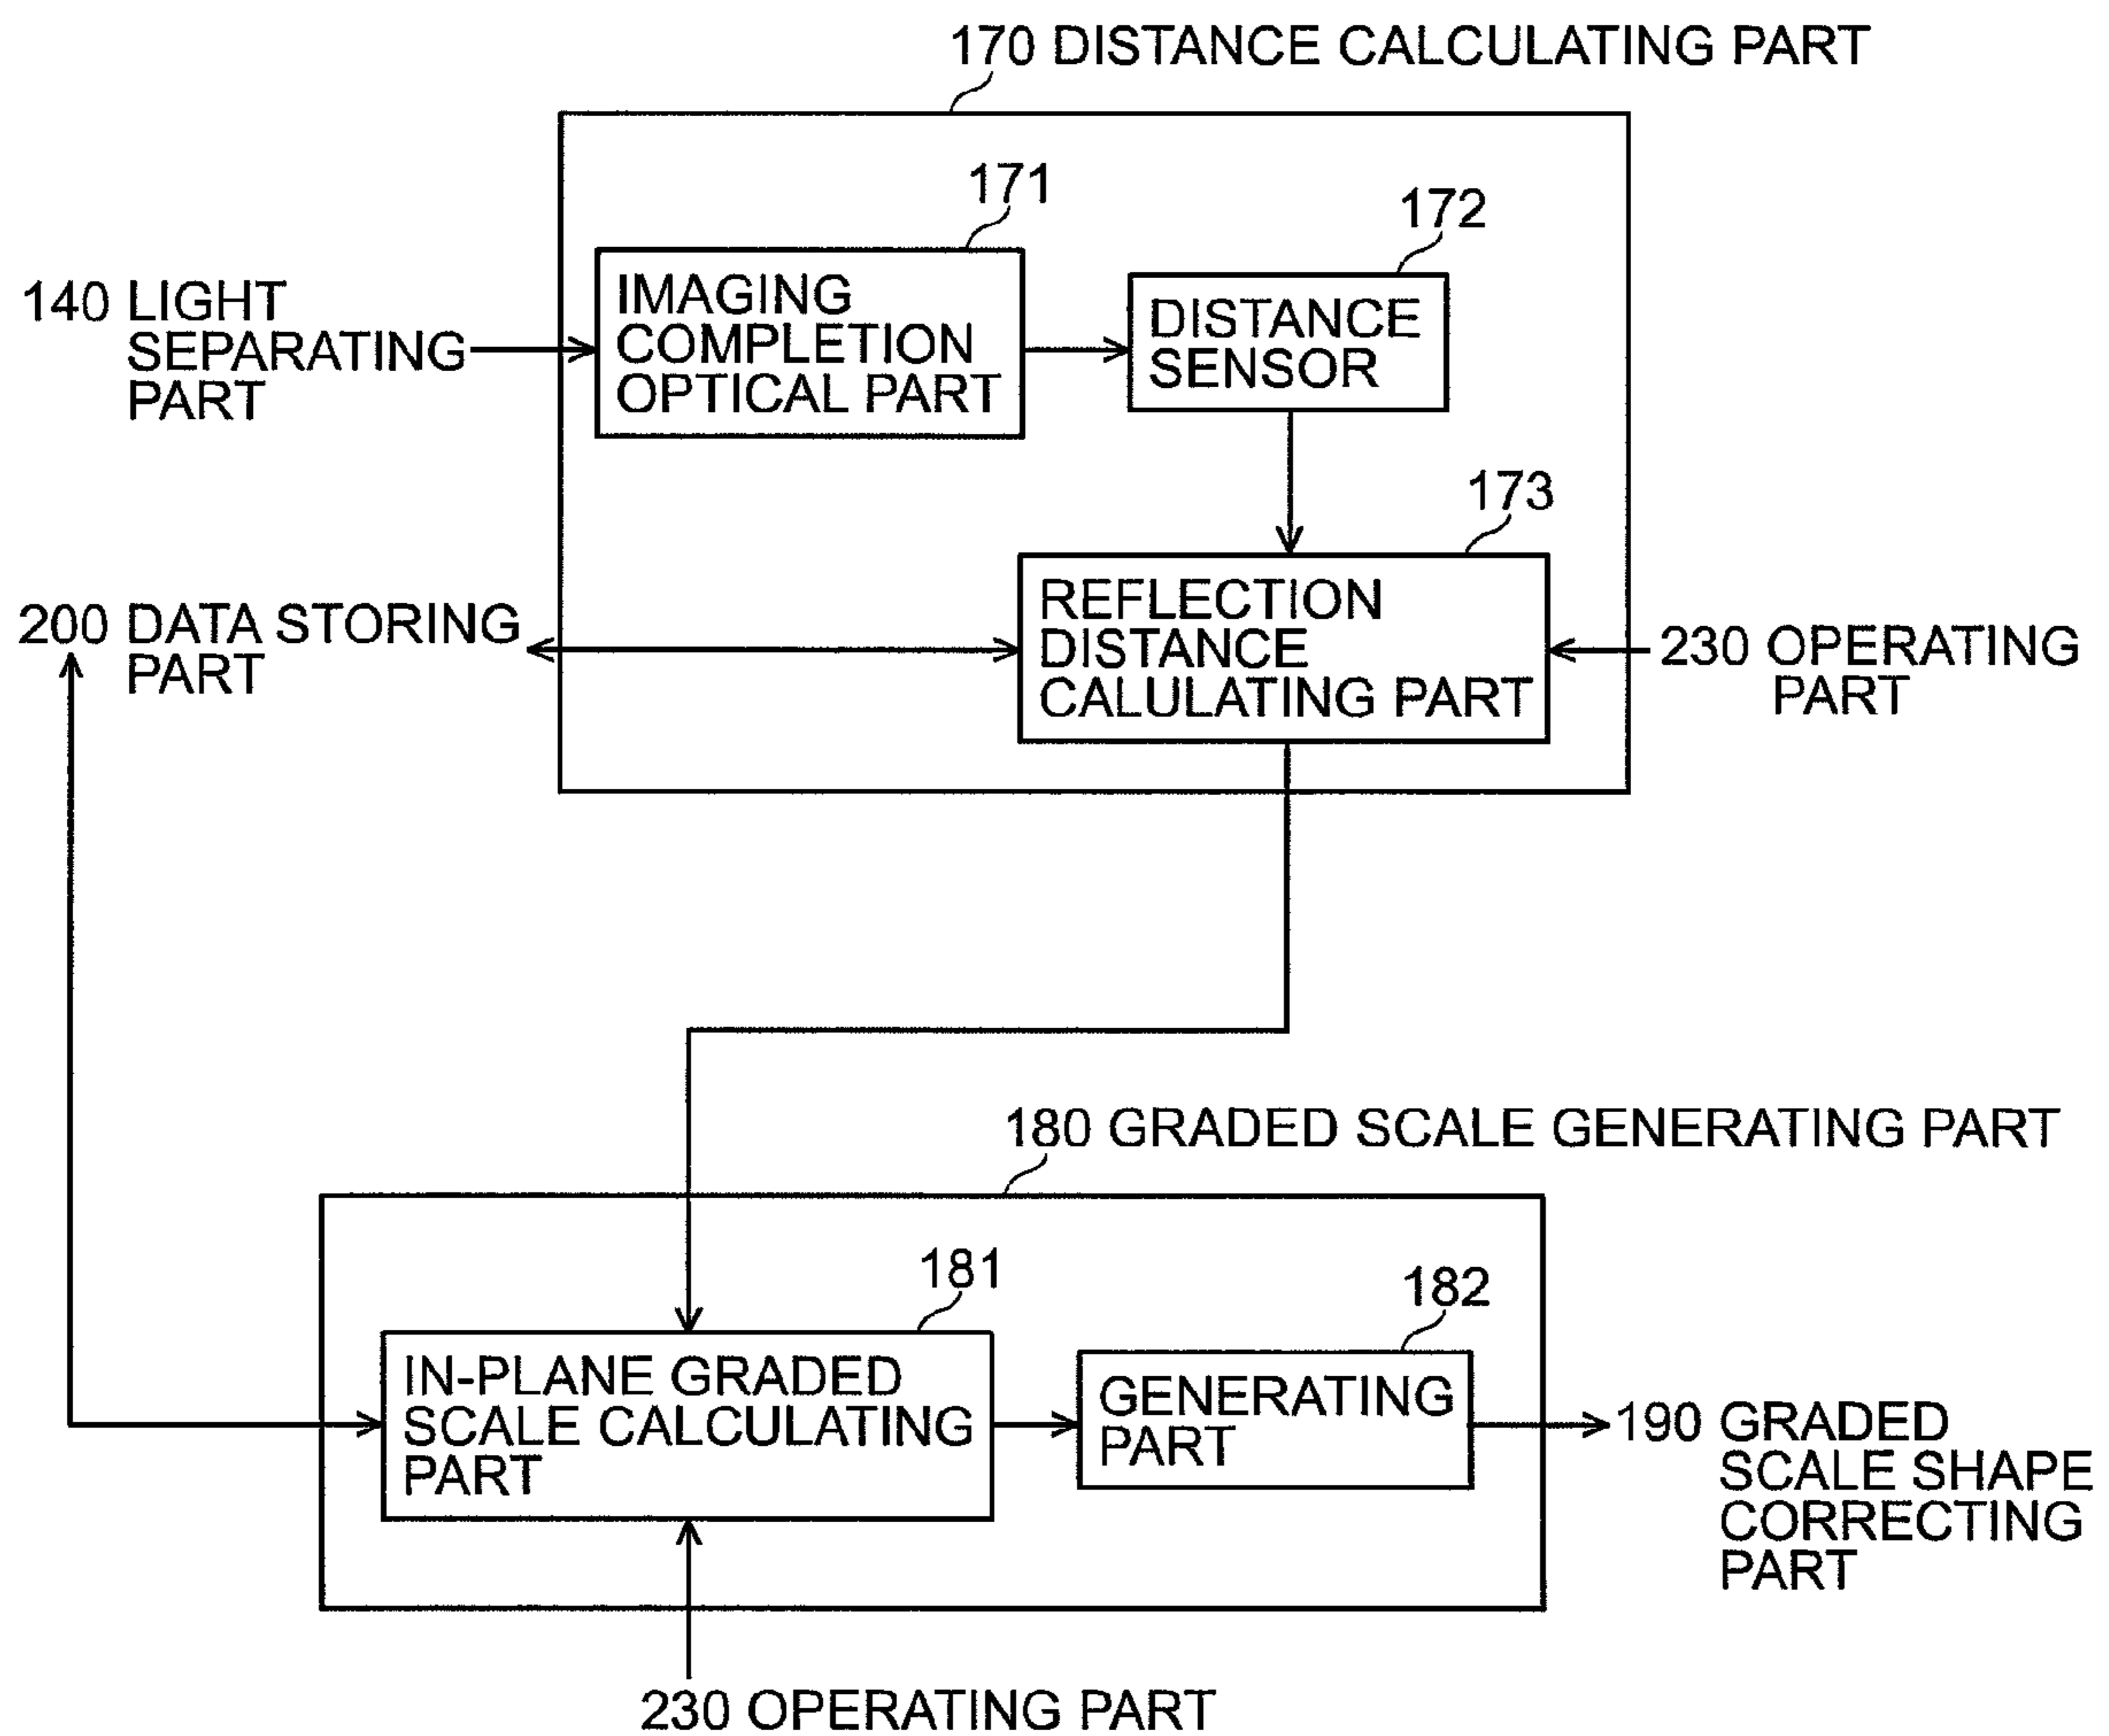 170 DISTANCE CALCULATING PART
171
172
140 LIGHT
SEPARATING
PART
IMAGING
COMPLETION
OPTICAL PART
DISTANCE
SENSOR
173
200 DATA STORING
PART
REFLECTION
DISTANCE
CALULATING PART
230 OPERATING
PART
180 GRADED SCALE GENERATING PART
181
182
IN-PLANE GRADED
SCALE CALCULATING
PART
GENERATING
PART
190 GRADED
SCALE SHAPE
CORRECTING
PART
230 OPERATING PART